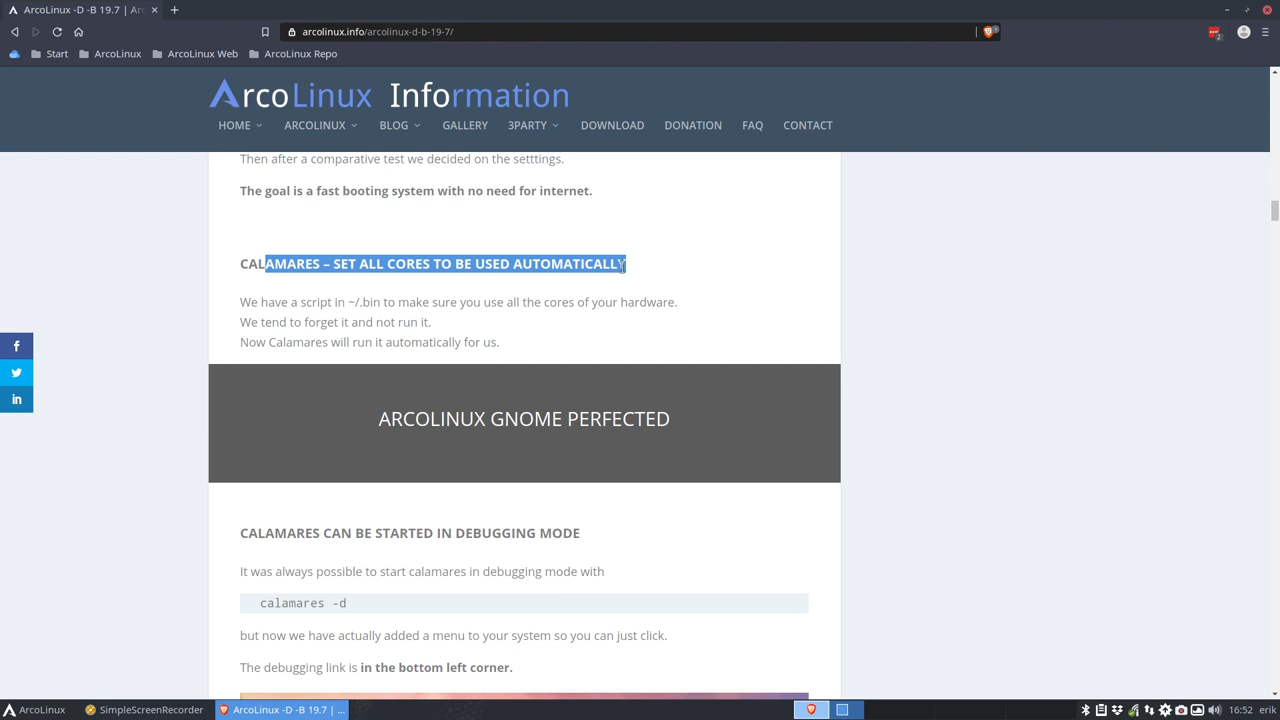 ArcoLinux -D -B 19.7 | Arc
arcolinux.info/arcolinux-d-b-19-7/
2
Start
ArcoLinux
ArcoLinux Web
ArcoLinux Repo
ArcoLinux Information
HOME
ARCOLINUX
BLOG
GALLERY
3PARTY
DOWNLOAD
DONATION
FAQ
CONTACT
Then after a comparative test we decided on the setttings.
The goal is a fast booting system with no need for internet.
CALAMARES – SET ALL CORES TO BE USED AUTOMATICALLY
We have a script in ~/.bin to make sure you use all the cores of your hardware.
We tend to forget it and not run it.
Now Calamares will run it automatically for us.
ARCOLINUX GNOME PERFECTED
CALAMARES CAN BE STARTED IN DEBUGGING MODE
It was always possible to start calamares in debugging mode with
calamares -d
but now we have actually added a menu to your system so you can just click.
The debugging link is in the bottom left corner.
ArcoLinux
SimpleScreenRecorder
ArcoLinux -D -B 19.7 | ...
16:52
erik